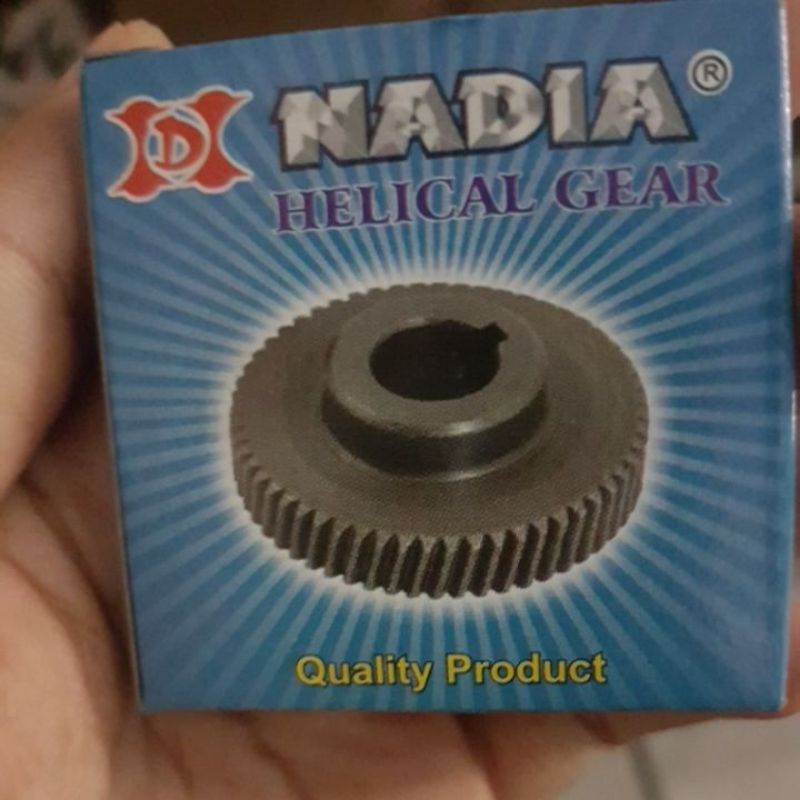 D
NADIA®
HELICAL GEAR
Quality Product